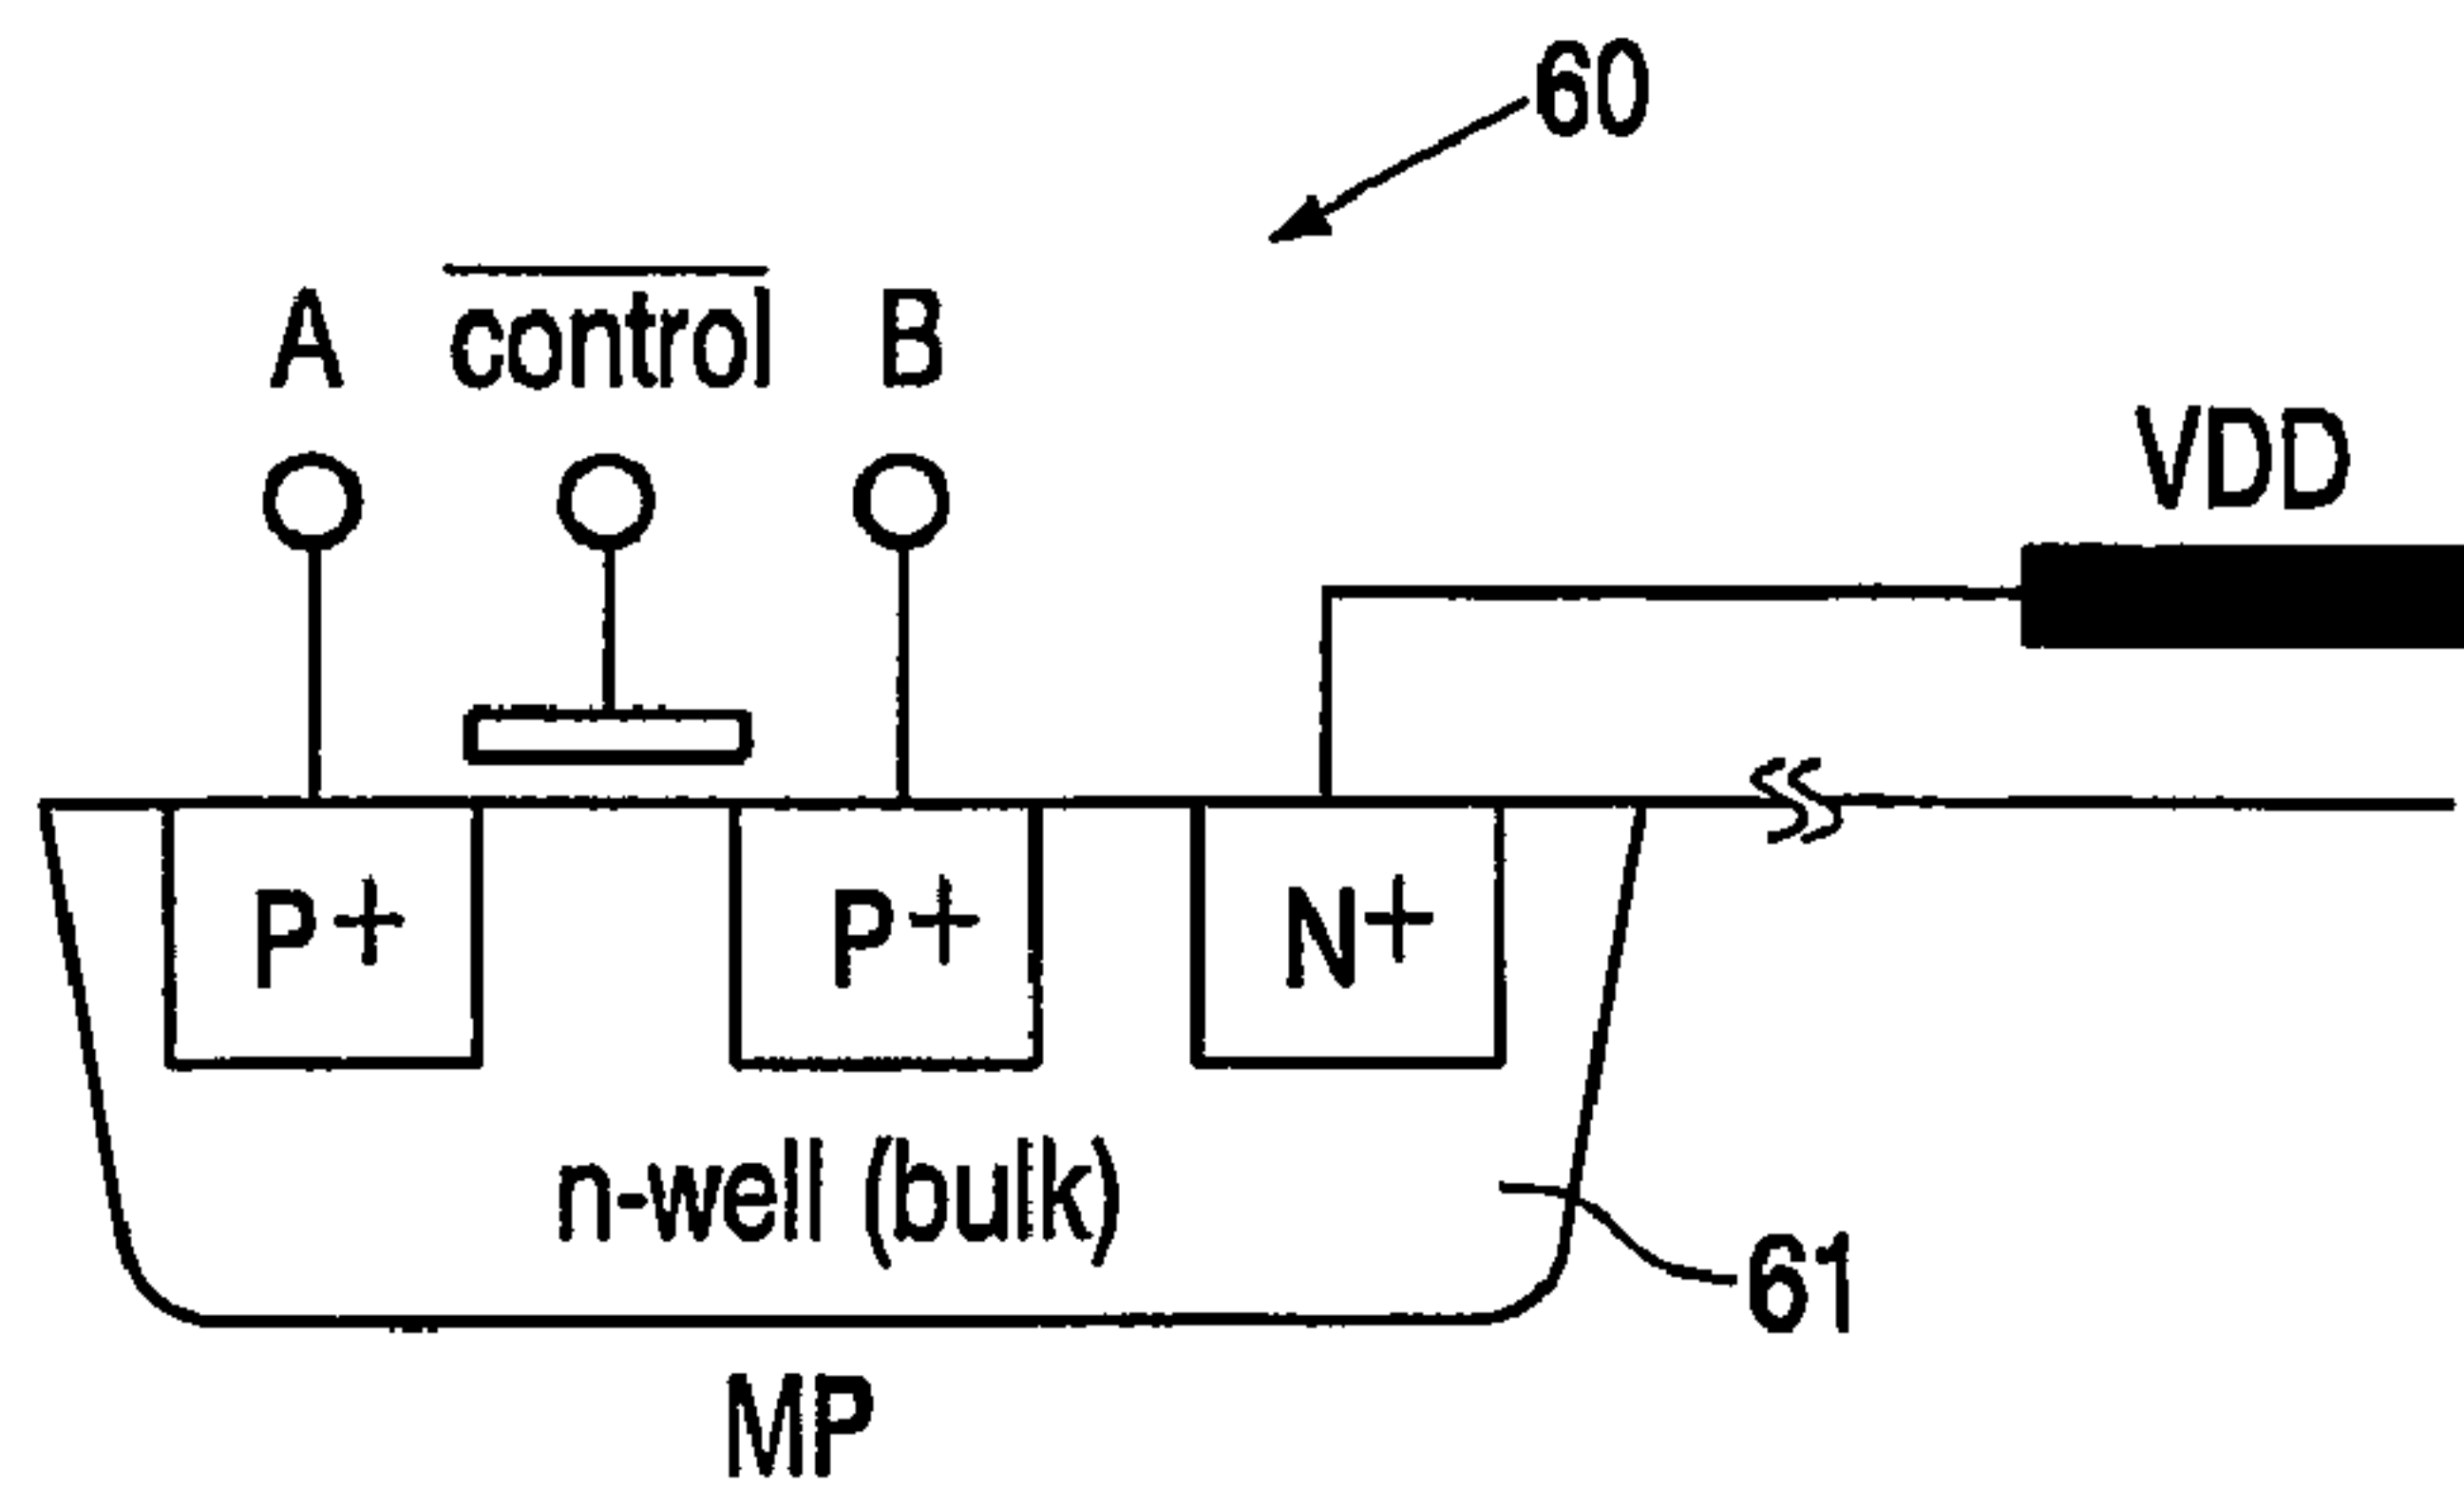 60
A
control
B
VDD
P+
P+
N+
n-well (bulk)
61
MP